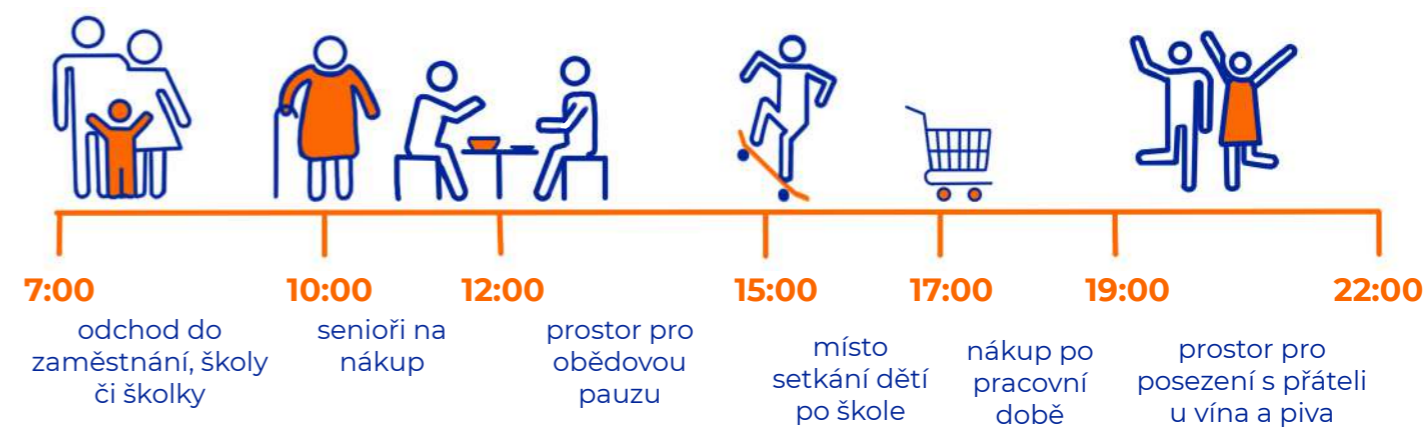 7:00
10:00
12:00
15:00
17:00
19:00
22:00
odchod do
zaměstnání, školy
či školky
senioři na
nákup
prostor pro
obědovou
pauzu
místo
setkání dětí
po škole
nákup po
pracovní
době
prostor pro
posezení s přáteli
u vína a piva